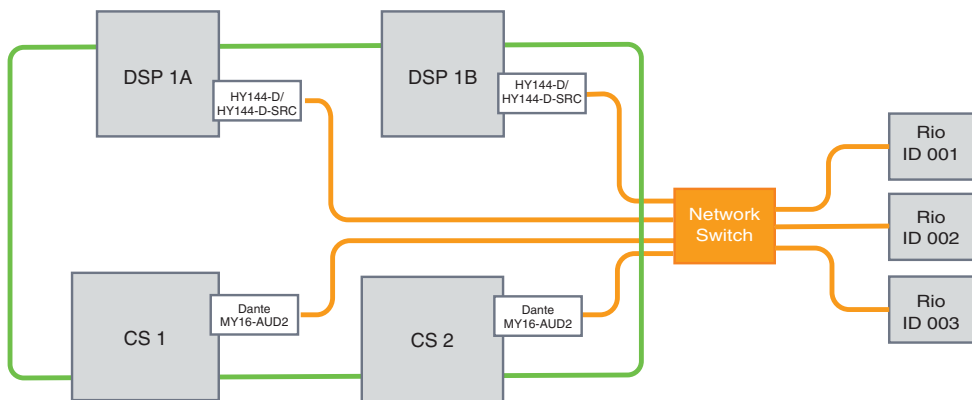 DSP 1A
HY144-D/
HY144-D-SRC
DSP 1B
HY144-D/
HY144-D-SRC
Rio
ID 001
Network
Switch
Rio
ID 002
CS 1
Dante
MY16-AUD2
CS 2
Dante
MY16-AUD2
Rio
ID 003